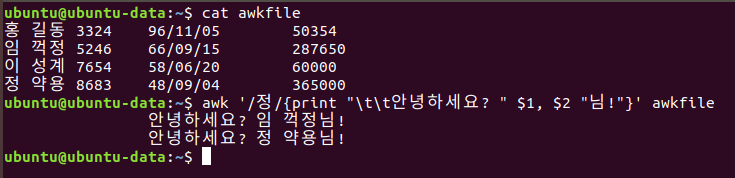 ubuntu@ubuntu-data:~$ cat awkfile
홍 길동 3324    96/11/05        50354
임 꺽정 5246    66/09/15        287650
이 성계 7654    58/06/20        60000
정 약용 8683    48/09/04        365000
ubuntu@ubuntu-data:~$ awk '/정/{print "\t\t안녕하세요? " $1, $2 "님!"}' awkfile
                안녕하세요? 임 꺽정님!
                안녕하세요? 정 약용님!
ubuntu@ubuntu-data:~$